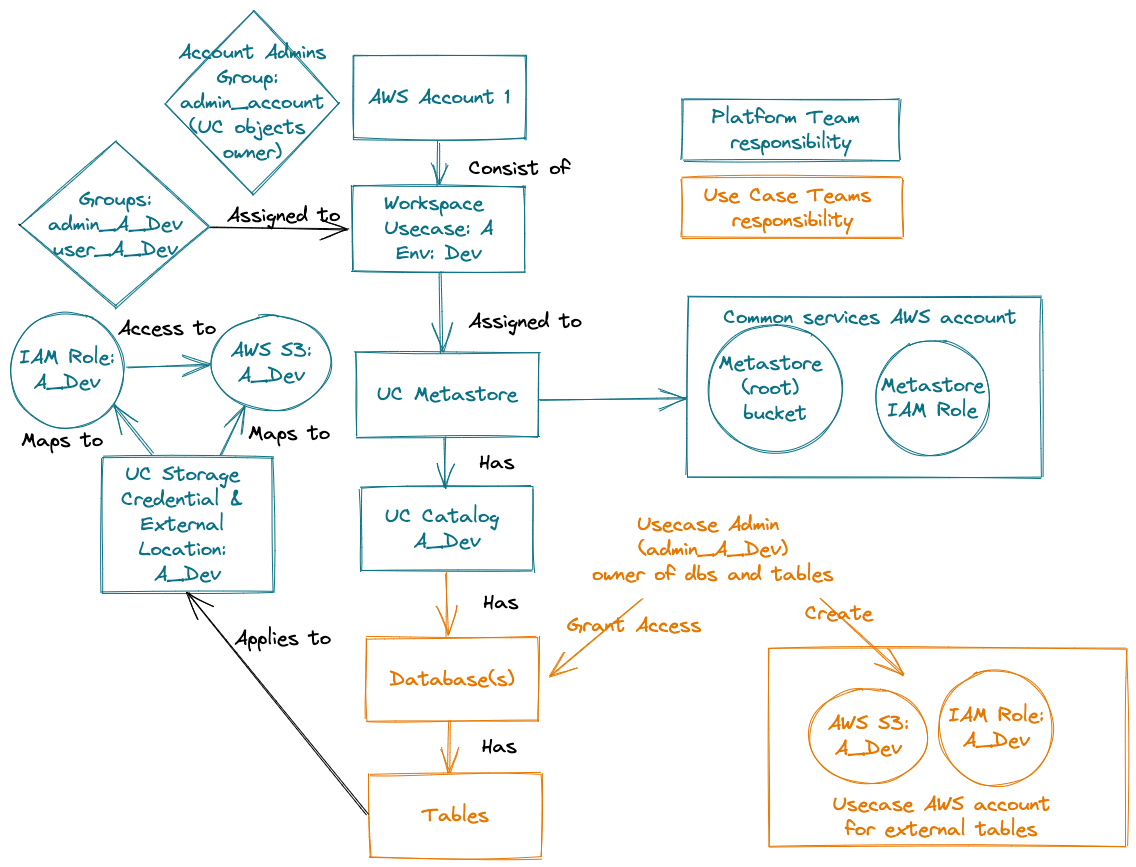 Account Admins
Group:
admin_account
(UC objects
owner)
AWS Account 1
Platform Team
responsibility
Use Case Teams
responsibility
Consist of
Groups:
admin_A_Dev
user_A_Dev
Assigned to
Workspace
Usecase: A
Env: Dev
Assigned to
Access to
IAM Role:
A_Dev
AWS S3:
A_Dev
UC Metastore
Common services AWS account
Metastore
(root)
bucket
Metastore
IAM Role
Maps to
Maps to
Has
UC Storage
Credential &
External
Location:
A_Dev
UC Catalog
A_Dev
Usecase Admin
(admin_A_Dev)
owner of dbs and tables
Has
Grant Access
Create
Applies to
Database(s)
Has
AWS S3:
A_Dev
IAM Role:
A_Dev
Tables
Usecase AWS account
for external tables